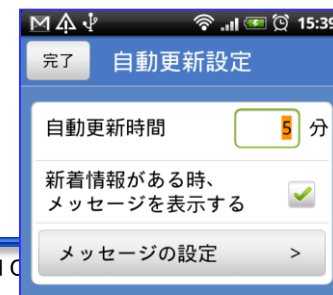 15:39
完了
自動更新設定
自動更新時間 5 分
新着情報がある時、
メッセージを表示する
メッセージの設定 >